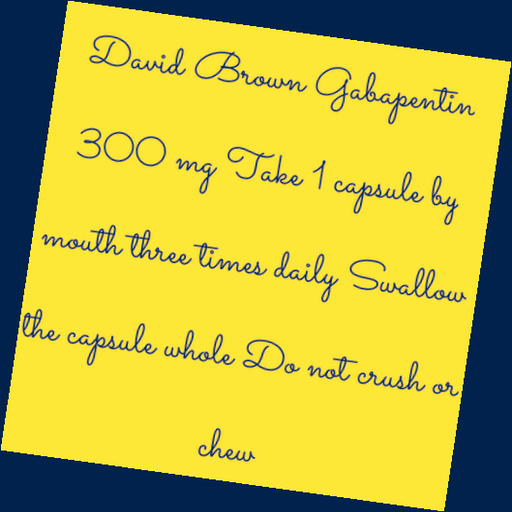 David Brown Gabapentin
300 mg Take 1 capsule by
mouth three times daily Swallow
the capsule whole Do not crush or
chew